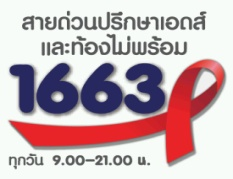 สายด่วนปรึกษาเอดส์
และท้องไม่พร้อม
1663
ทุกวัน 9.00–21.00 น.